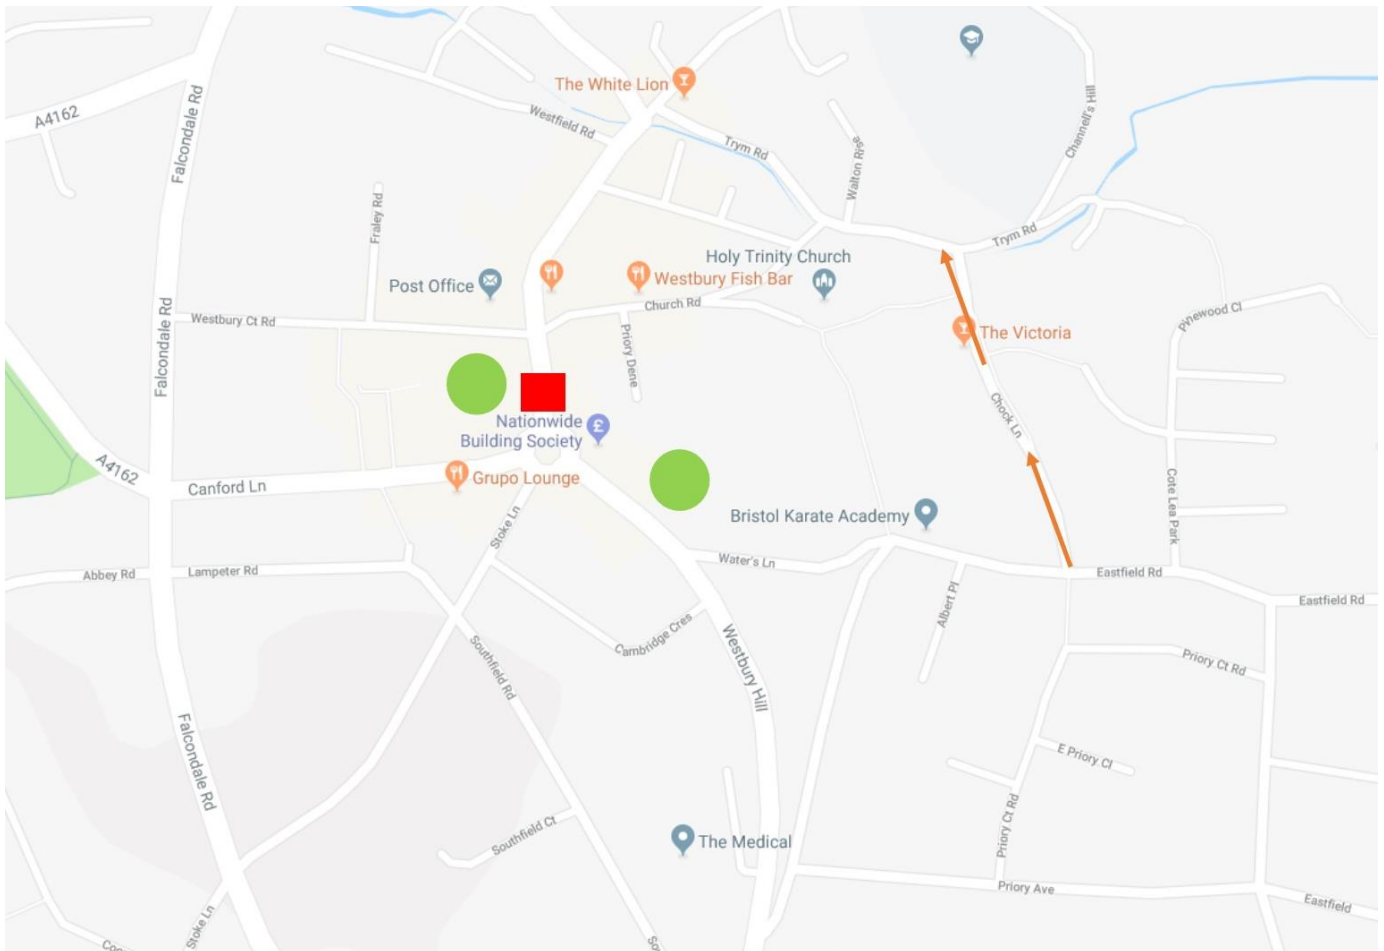 The White Lion
A4162
Falcondale Rd
Westfield Rd
Trym Rd
Walton Rise
Channell's Hill
Fraley Rd
Trym Rd
Holy Trinity Church
Post Office
Westbury Fish Bar
Church Rd
Falcondale Rd
Westbury Ct Rd
Priory Dene
The Victoria
Pinewood Cl
Chock Ln
Nationwide
Building Society
A4162
Canford Ln
Grupo Lounge
Stoke Ln
Bristol Karate Academy
Cote Lea Park
Abbey Rd
Lampeter Rd
Water's Ln
Eastfield Rd
Eastfield Rd
Albert Pl
Cambridge Cres
Southfield Rd
Westbury Hill
Priory Ct Rd
Falcondale Rd
E Priory Cl
Southfield Ct
The Medical
Priory Ct Rd
Priory Ave
Eastfield
Stoke Ln